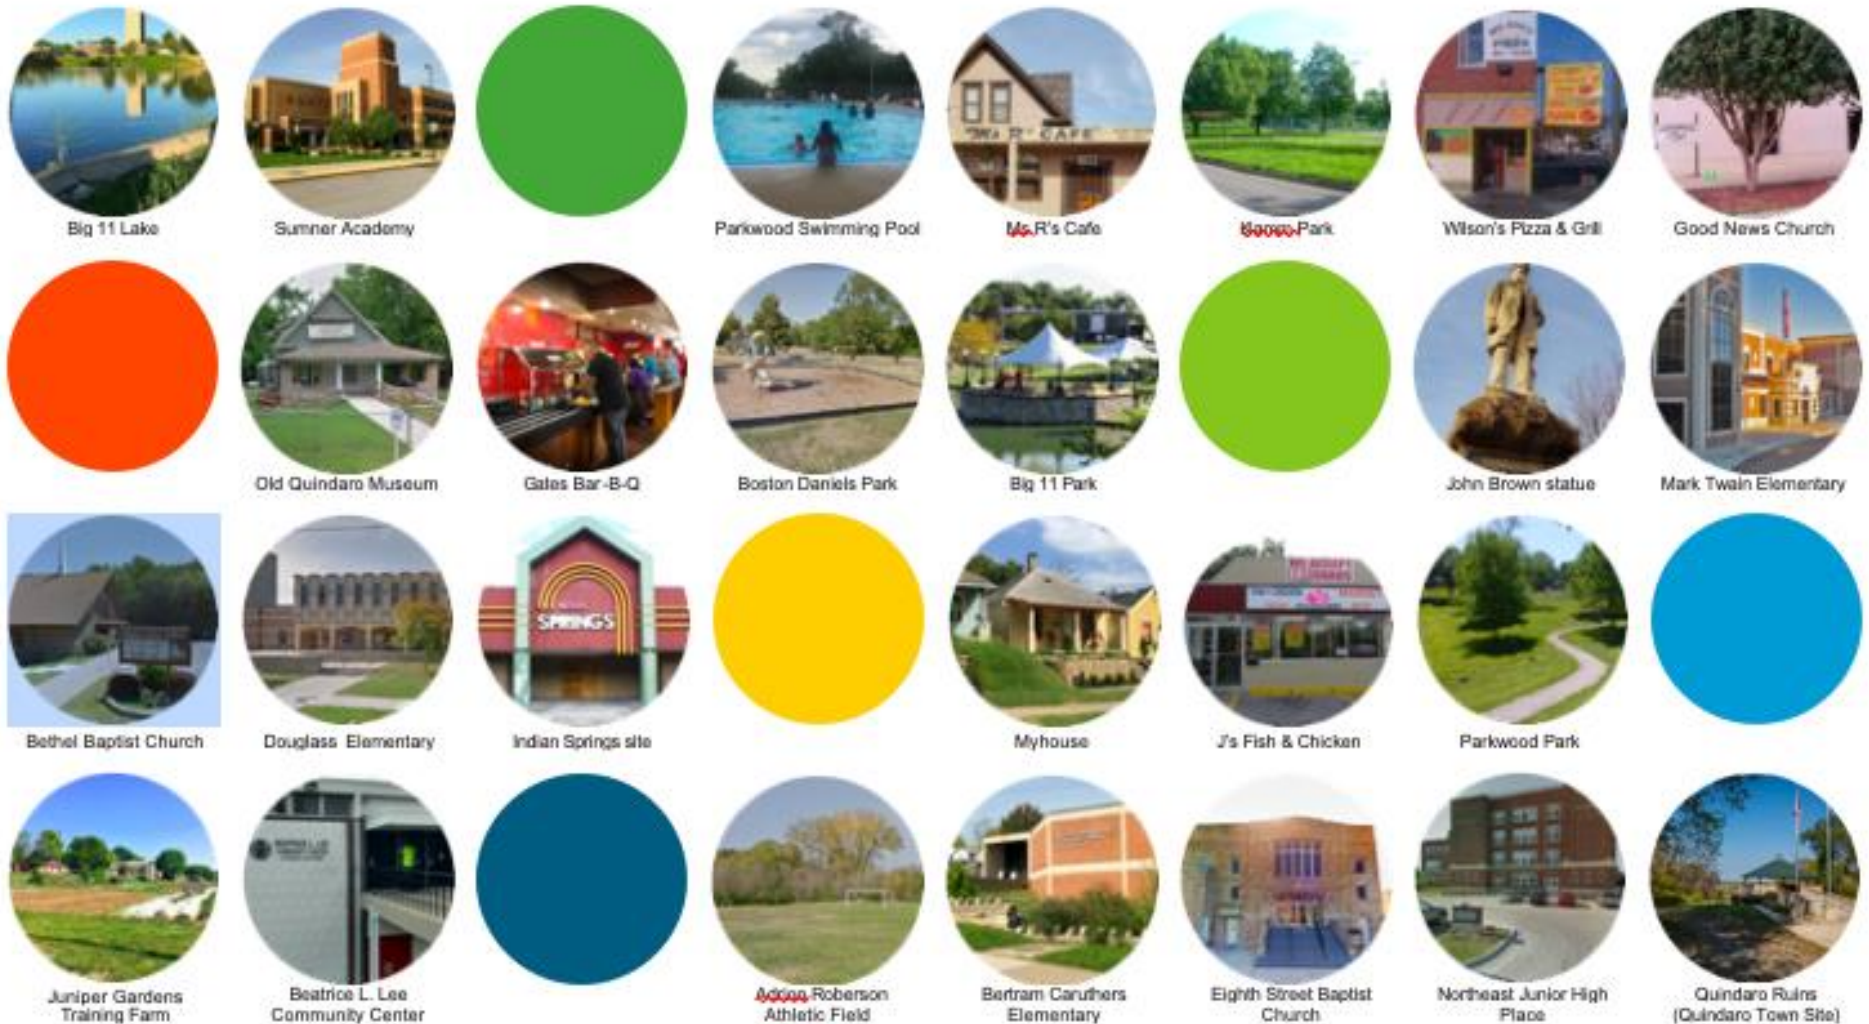 Big 11 Lake
Sumner Academy
Parkwood Swimming Pool
Ms R's Cafe
Klamm Park
Wilson's Pizza & Grill
Good News Church
Old Quindaro Museum
Gates Bar-B-Q
Boston Daniels Park
Big 11 Park
John Brown statue
Mark Twain Elementary
SPRINGS
Bethel Baptist Church
Douglass Elementary
Indian Springs site
Myhouse
J's Fish & Chicken
Parkwood Park
Juniper Gardens
Training Farm
Beatrice L. Lee
Community Center
Adrion Roberson
Athletic Field
Bertram Caruthers
Elementary
Eighth Street Baptist
Church
Northeast Junior High
Place
Quindaro Ruins
(Quindaro Town Site)